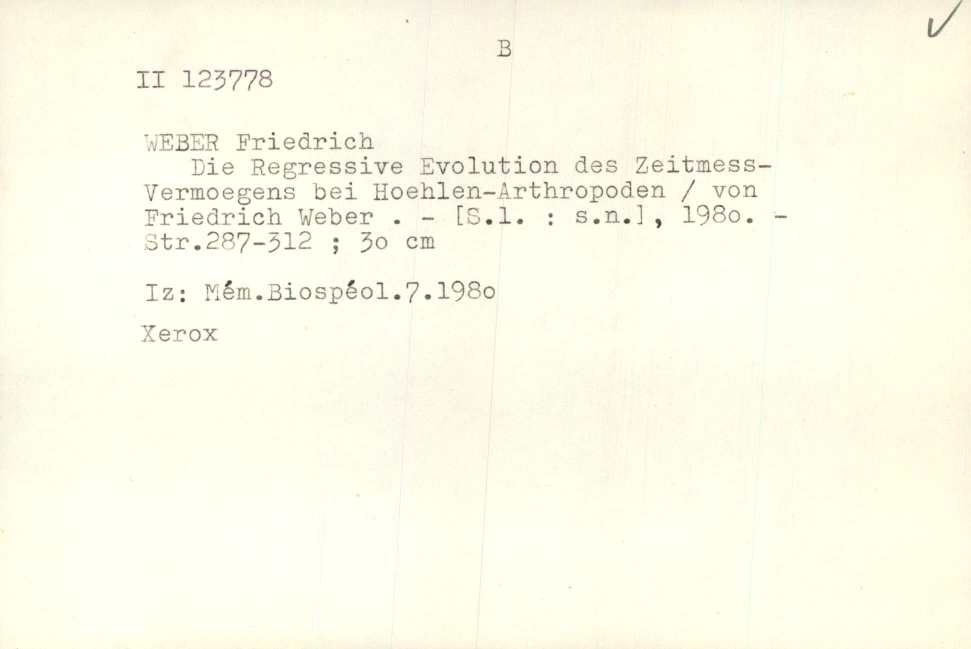 B
II 123778
WEBER Friedrich
Die Regressive Evolution des Zeitmess-
Vermoegens bei Hoehlen-Arthropoden / von
Friedrich Weber . - [S.l. : s.n.], 198o. -
Str.287-312 ; 3o cm
Iz: Mém.Biospéol.7.198o
Xerox